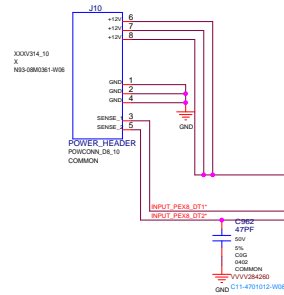 J10
+12V 6
+12V 7
+12V 8
XXXV314_10
X
N93-08M0361-W06
GND 1
GND 2
GND 4
GND
SENSE_1 3
SENSE_2 5
POWER_HEADER
POWCONN_D8_10
COMMON
INPUT_PEX8_DT1*
INPUT_PEX8_DT2*
C962
47PF
50V
5%
C0G
0402
COMMON
VVVV284260
GND C11-4701012-W08